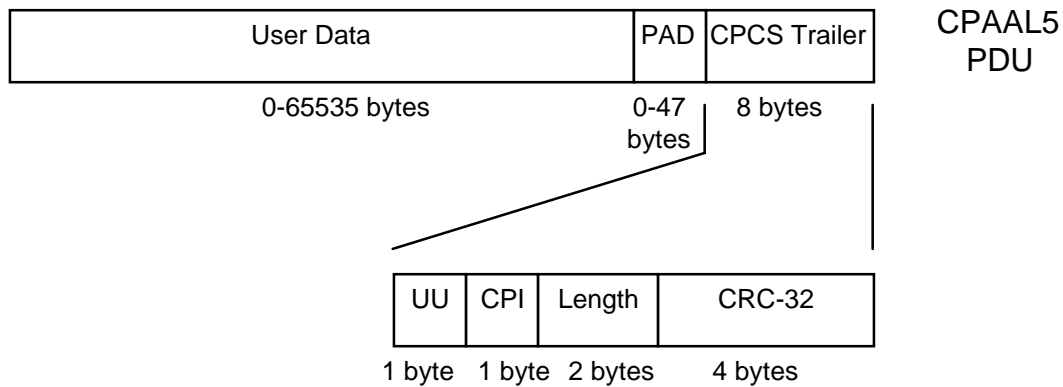 User Data PAD CPCS Trailer CPAAL5
PDU
0-65535 bytes 0-47 8 bytes
bytes
UU CPI Length CRC-32
1 byte 1 byte 2 bytes 4 bytes